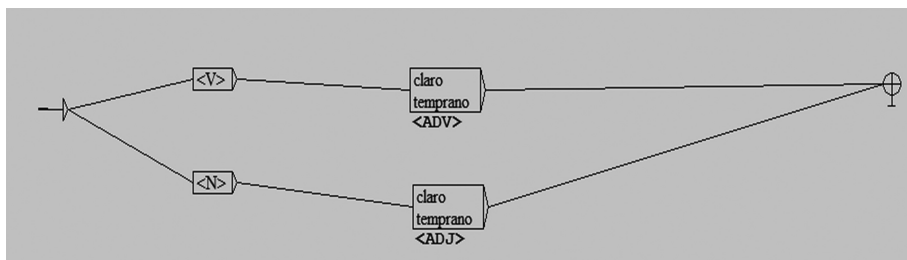 <V>
claro
temprano
<ADV>
<N>
claro
temprano
<ADJ>